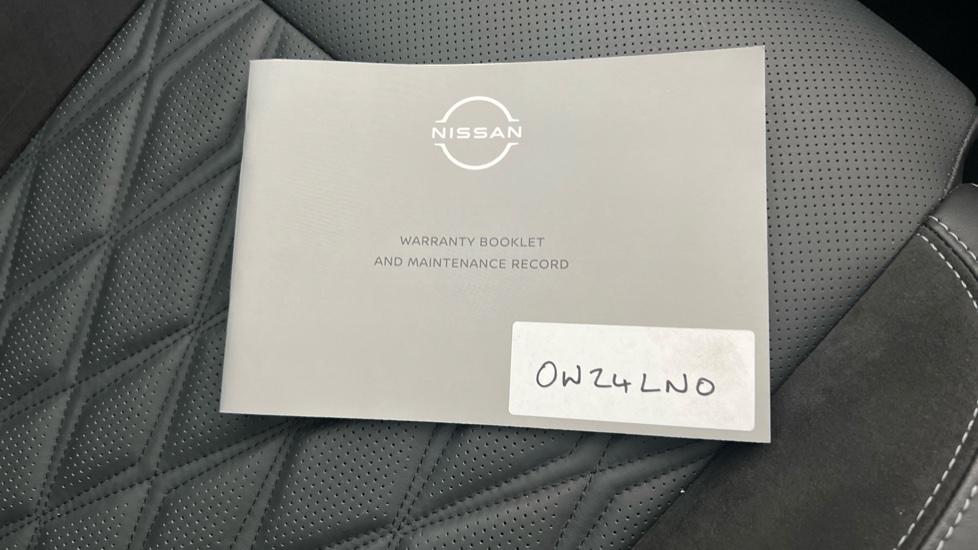 NISSAN
WARRANTY BOOKLET
AND MAINTENANCE RECORD
OW24LNO